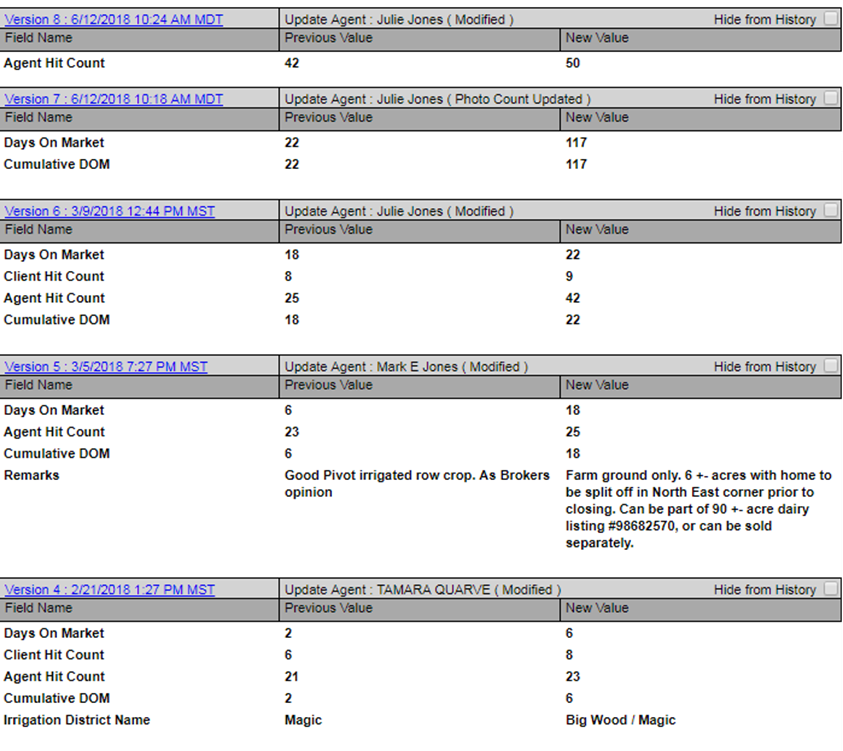 Version 8 : 6/12/2018 10:24 AM MDT Update Agent : Julie Jones ( Modified ) Hide from History
Field Name Previous Value New Value
Agent Hit Count 42 50
Version 7 : 6/12/2018 10:18 AM MDT Update Agent : Julie Jones ( Photo Count Updated ) Hide from History
Field Name Previous Value New Value
Days On Market 22 117
Cumulative DOM 22 117
Version 6 : 3/9/2018 12:44 PM MST Update Agent : Julie Jones ( Modified ) Hide from History
Field Name Previous Value New Value
Days On Market 18 22
Client Hit Count 8 9
Agent Hit Count 25 42
Cumulative DOM 18 22
Version 5 : 3/5/2018 7:27 PM MST Update Agent : Mark E Jones ( Modified ) Hide from History
Field Name Previous Value New Value
Days On Market 6 18
Agent Hit Count 23 25
Cumulative DOM 6 18
Remarks Good Pivot irrigated row crop. As Brokers Farm ground only. 6 +- acres with home to
opinion be split off in North East corner prior to
closing. Can be part of 90 +- acre dairy
listing #98682570, or can be sold
separately.
Version 4 : 2/21/2018 1:27 PM MST Update Agent : TAMARA QUARVE ( Modified ) Hide from History
Field Name Previous Value New Value
Days On Market 2 6
Client Hit Count 6 8
Agent Hit Count 21 23
Cumulative DOM 2 6
Irrigation District Name Magic Big Wood / Magic